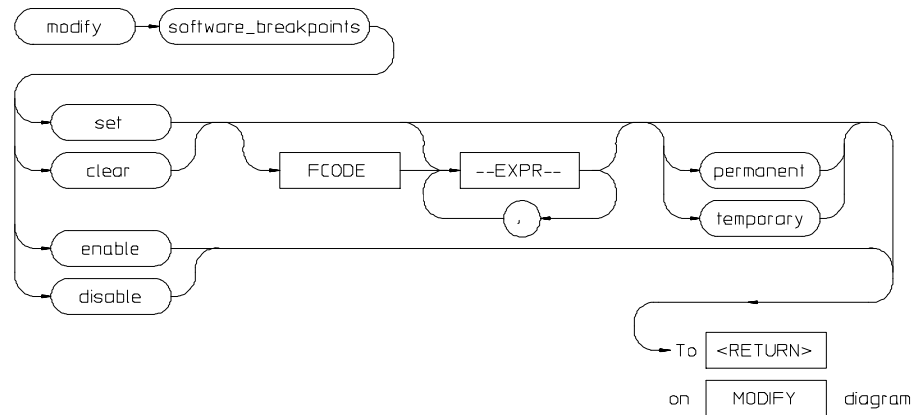 modify software_breakpoints
set
clear
FCODE --EXPR-- permanent
, temporary
enable
disable
To <RETURN>
on MODIFY diagram